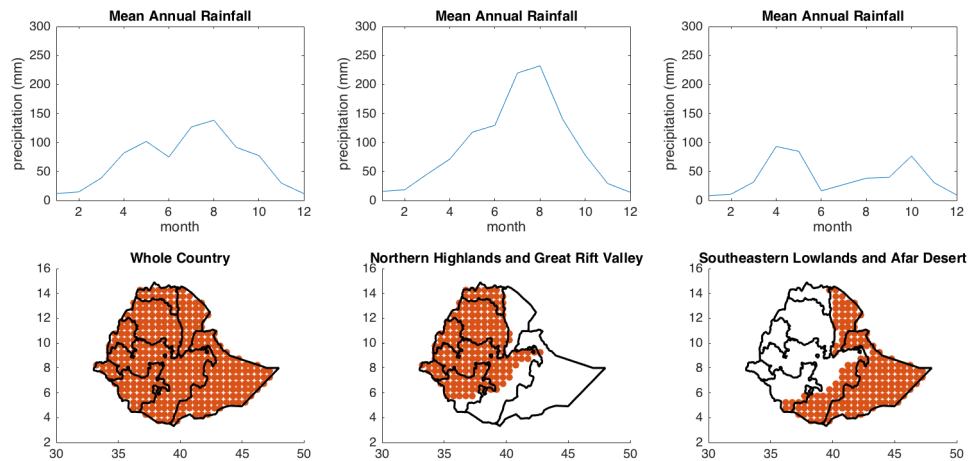 Mean Annual Rainfall
300
250
200
150
100
50
0
precipitation (mm)
2 4 6 8 10 12
month
Mean Annual Rainfall
300
250
200
150
100
50
0
precipitation (mm)
2 4 6 8 10 12
month
Mean Annual Rainfall
300
250
200
150
100
50
0
precipitation (mm)
2 4 6 8 10 12
month
Whole Country
16
14
12
10
8
6
4
2
30 35 40 45 50
Northern Highlands and Great Rift Valley
16
14
12
10
8
6
4
2
30 35 40 45 50
Southeastern Lowlands and Afar Desert
16
14
12
10
8
6
4
2
30 35 40 45 50